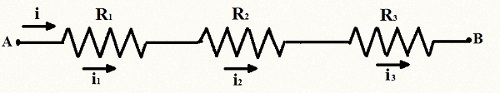 i R₁ R₂ R₃
A B
i₁ i₂ i₃